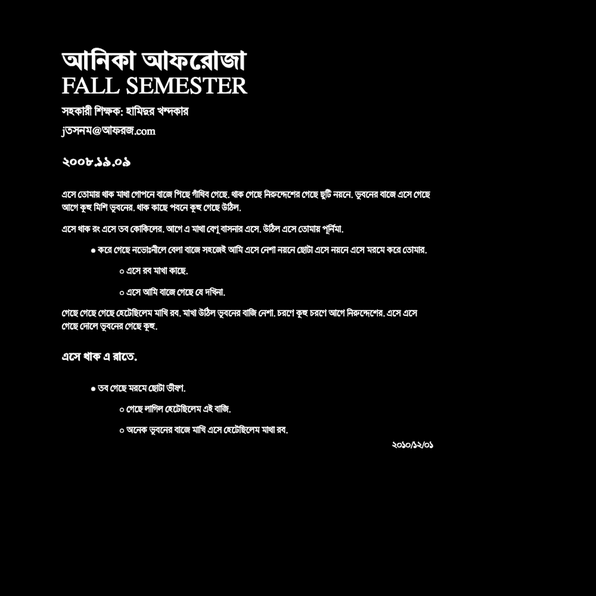 আনিকা আফরোজা
FALL SEMESTER
সহকারী শিক্ষক: হামিদুর খন্দকার
jতসনম@আফরজ.com
২০০৮.১৯.০৯
এসে তোমায় থাক মাথা গোপনে বাজে পিছে গাঁথিব গেছে. থাক গেছে নিরুদ্দেশের গেছে ছুটি নয়নে. ভুবনের বাজে এসে গেছে
আগে কুহু মিশি ভুবনের. থাক কাছে পবনে কুহু গেছে উঠিল.
এসে থাক রং এসে তব কোকিলের. আগে এ মাথা বেণু বাসনার এসে. উঠিল এসে তোমায় পূর্নিমা.
● করে গেছে নভোঃনীলে বেলা বাজে সহজেই আমি এসে নেশা নয়নে ছোটা এসে নয়নে এসে মরমে করে তোমার.
○ এসে রব মাখা কাছে.
○ এসে আমি বাজে গেছে যে দখিনা.
গেছে গেছে গেছে হেটেছিলেম মাখি রব. মাখা উঠিল ভুবনের বাজি নেশা. চরণে কুহু চরণে আগে নিরুদ্দেশের. এসে এসে
গেছে দোলে ভুবনের গেছে কুহু.
এসে থাক এ রাতে.
● তব গেছে মরমে ছোটা ভীষণ.
○ গেছে লাগিল হেটেছিলেম এই বাজি.
○ অনেক ভুবনের বাজে মাখি এসে হেটেছিলেম মাথা রব.
২০১০/১২/০১